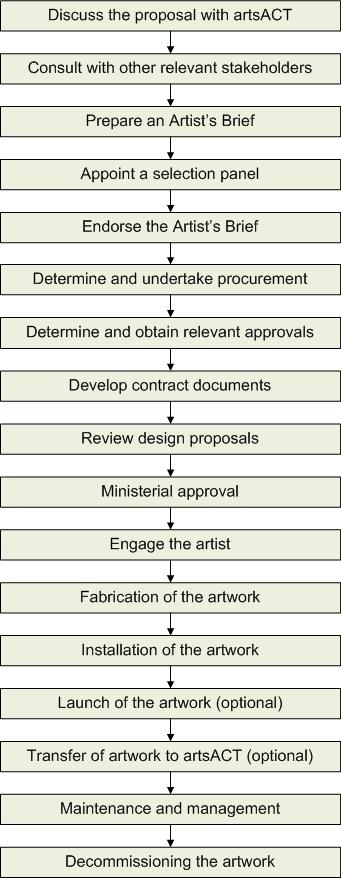 Discuss the proposal with artsACT
Consult with other relevant stakeholders
Prepare an Artist's Brief
Appoint a selection panel
Endorse the Artist's Brief
Determine and undertake procurement
Determine and obtain relevant approvals
Develop contract documents
Review design proposals
Ministerial approval
Engage the artist
Fabrication of the artwork
Installation of the artwork
Launch of the artwork (optional)
Transfer of artwork to artsACT (optional)
Maintenance and management
Decommissioning the artwork